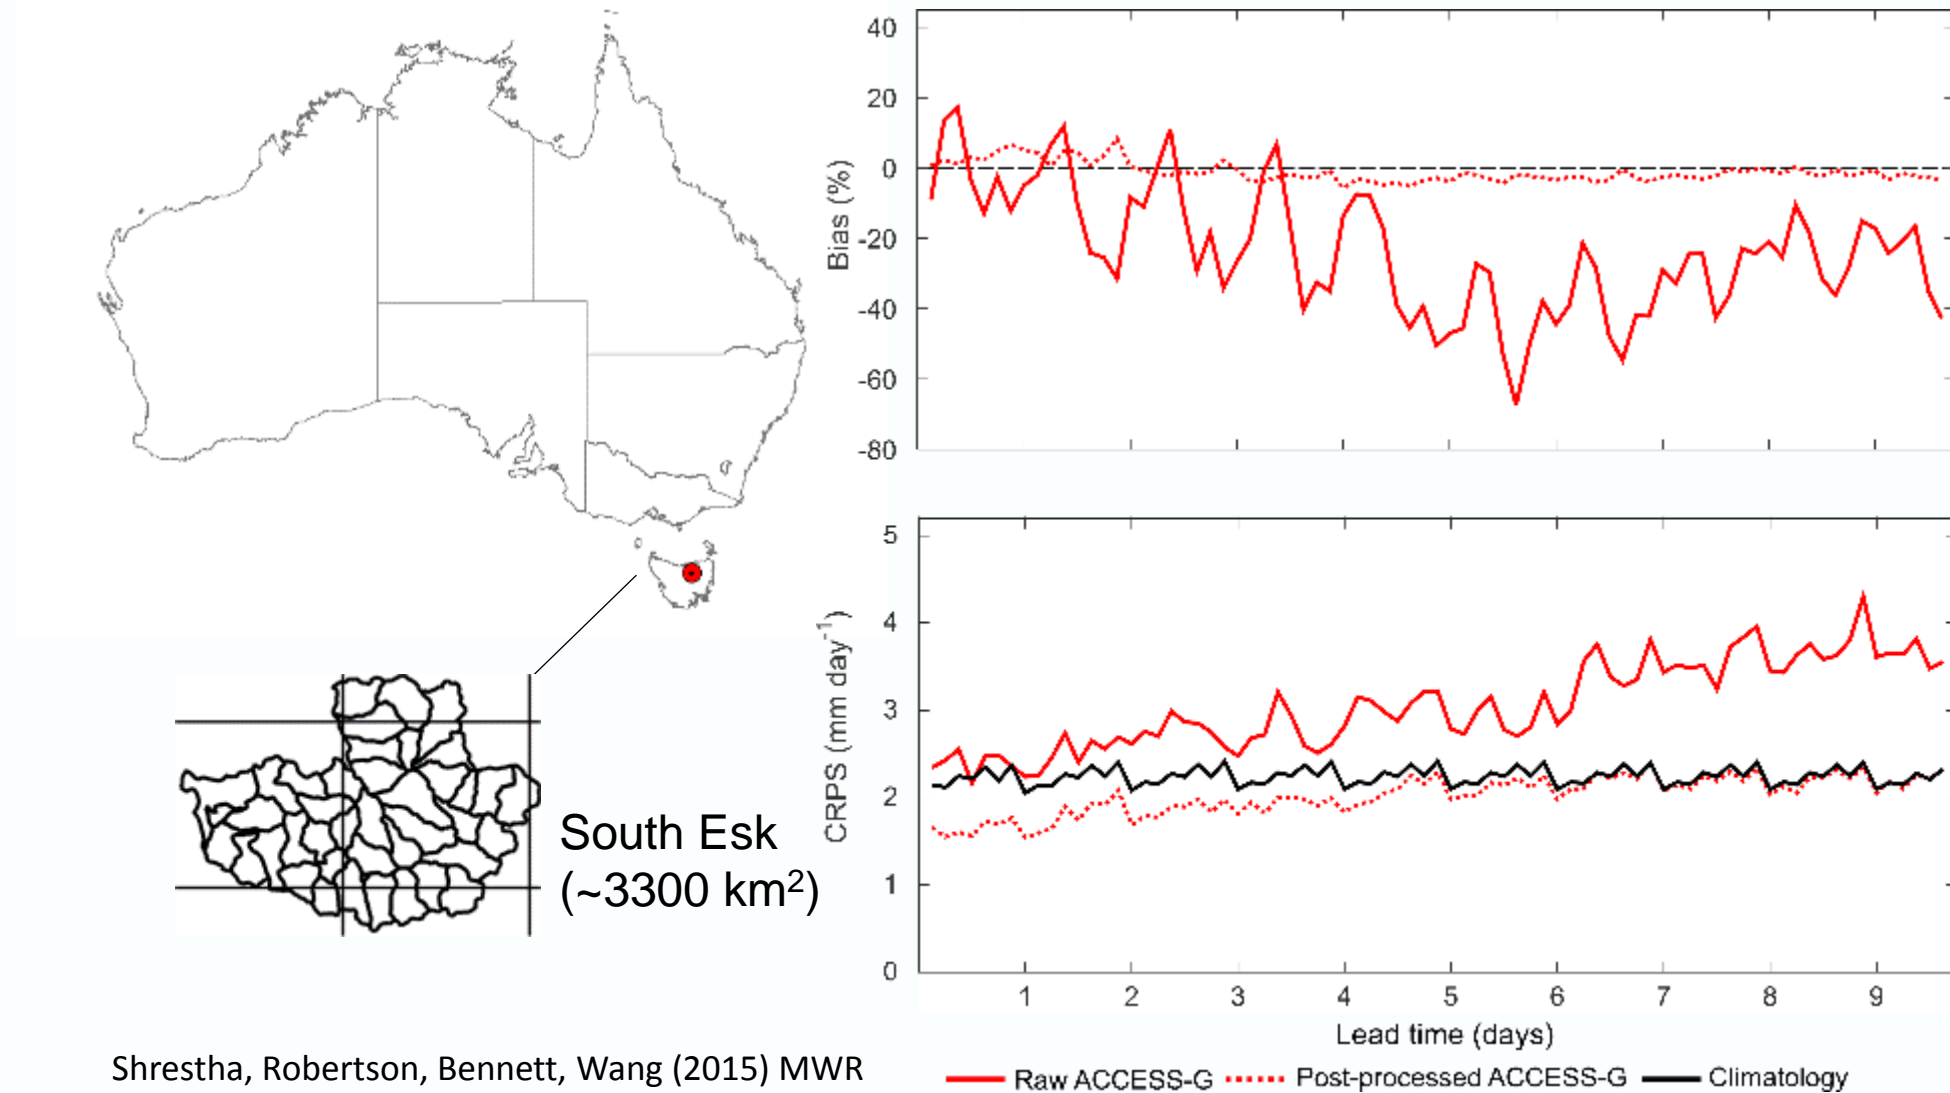 40
20
0
-20
-40
-60
-80
Bias (%)
5
4
3
2
1
0
CRPS (mm day⁻¹)
1 2 3 4 5 6 7 8 9
Lead time (days)
Raw ACCESS-G Post-processed ACCESS-G Climatology
South Esk
(~3300 km²)
Shrestha, Robertson, Bennett, Wang (2015) MWR